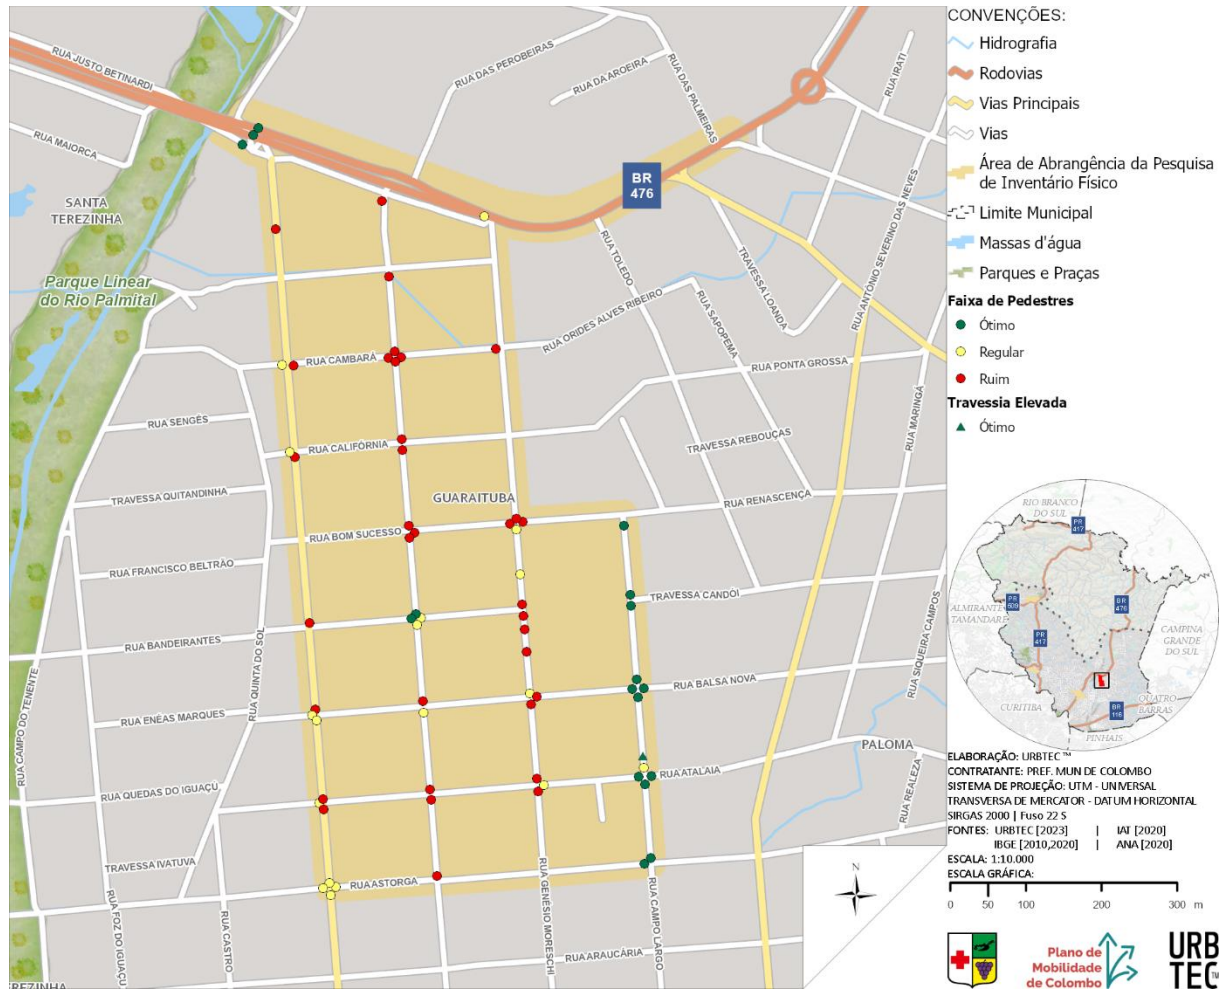 RUA JUSTO BETINARDI
RUA DAS PEROBEIRAS
RUA DA AROEIRA
RUA DAS PALMEIRAS
RUA IRATI
RUA MAIORCA
BR
476
SANTA
TEREZINHA
Parque Linear
do Rio Palmital
RUA TOLEDO
TRAVESSA LOANDA
RUA ANTÔNIO SEVERINO DAS NEVES
RUA ORIDES ALVES RIBEIRO
RUA SAPOPEMA
RUA CAMBARÁ
RUA PONTA GROSSA
RUA SENGÉS
RUA CALIFÓRNIA
TRAVESSA REBOUÇAS
RUA MARINGÁ
TRAVESSA QUITANDINHA
GUARAITUBA
RUA RENASCENÇA
RUA BOM SUCESSO
RUA FRANCISCO BELTRÃO
TRAVESSA CANDÓI
RUA BANDEIRANTES
RUA QUINTA DO SOL
RUA SIQUEIRA CAMPOS
RUA CAMPO DO TENENTE
RUA BALSA NOVA
RUA ENÉAS MARQUES
PALOMA
RUA ATALAIA
RUA QUEDAS DO IGUAÇU
RUA REALEZA
TRAVESSA IVATUVA
RUA ASTORGA
RUA FOZ DO IGUAÇU
RUA CASTRO
RUA GENÉSIO MORESCHI
RUA CAMPO LARGO
RUA ARAUCÁRIA
REZINHA
N
CONVENÇÕES:
Hidrografia
Rodovias
Vias Principais
Vias
Área de Abrangência da Pesquisa
de Inventário Físico
Limite Municipal
Massas d'água
Parques e Praças
Faixa de Pedestres
Ótimo
Regular
Ruim
Travessia Elevada
Ótimo
RIO BRANCO
DO SUL
PR
417
PR
509
BR
476
ALMIRANTE
TAMANDARÉ
PR
417
CAMPINA
GRANDE
DO SUL
CURITIBA
QUATRO
BARRAS
BR
116
PINHAIS
ELABORAÇÃO: URBTEC™
CONTRATANTE: PREF. MUN DE COLOMBO
SISTEMA DE PROJEÇÃO: UTM - UNIVERSAL
TRANSVERSA DE MERCATOR - DATUM HORIZONTAL
SIRGAS 2000 | Fuso 22 S
FONTES: URBTEC [2023] | IAT [2020]
IBGE [2010,2020] | ANA [2020]
ESCALA: 1:10.000
ESCALA GRÁFICA:
0 50 100 200 300 m
Plano de
Mobilidade
de Colombo
URB
TEC™